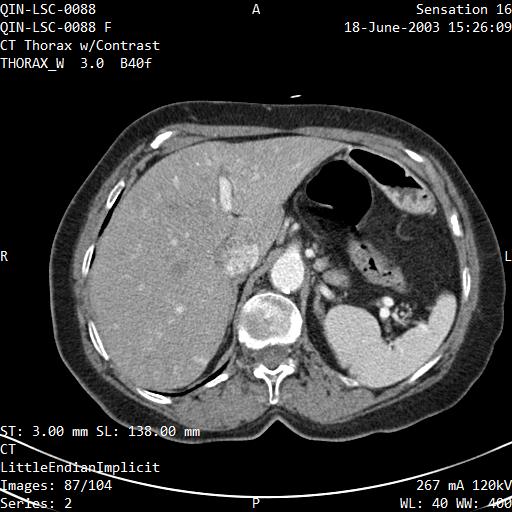 QIN-LSC-0088
A
Sensation 16
QIN-LSC-0088 F
18-June-2003 15:26:09
CT Thorax w/Contrast
THORAX_W 3.0 B40f
R
L
ST: 3.00 mm SL: 138.00 mm
CT
LittleEndianImplicit
Images: 87/104
267 mA 120kV
Series: 2
P
WL: 40 WW: 400